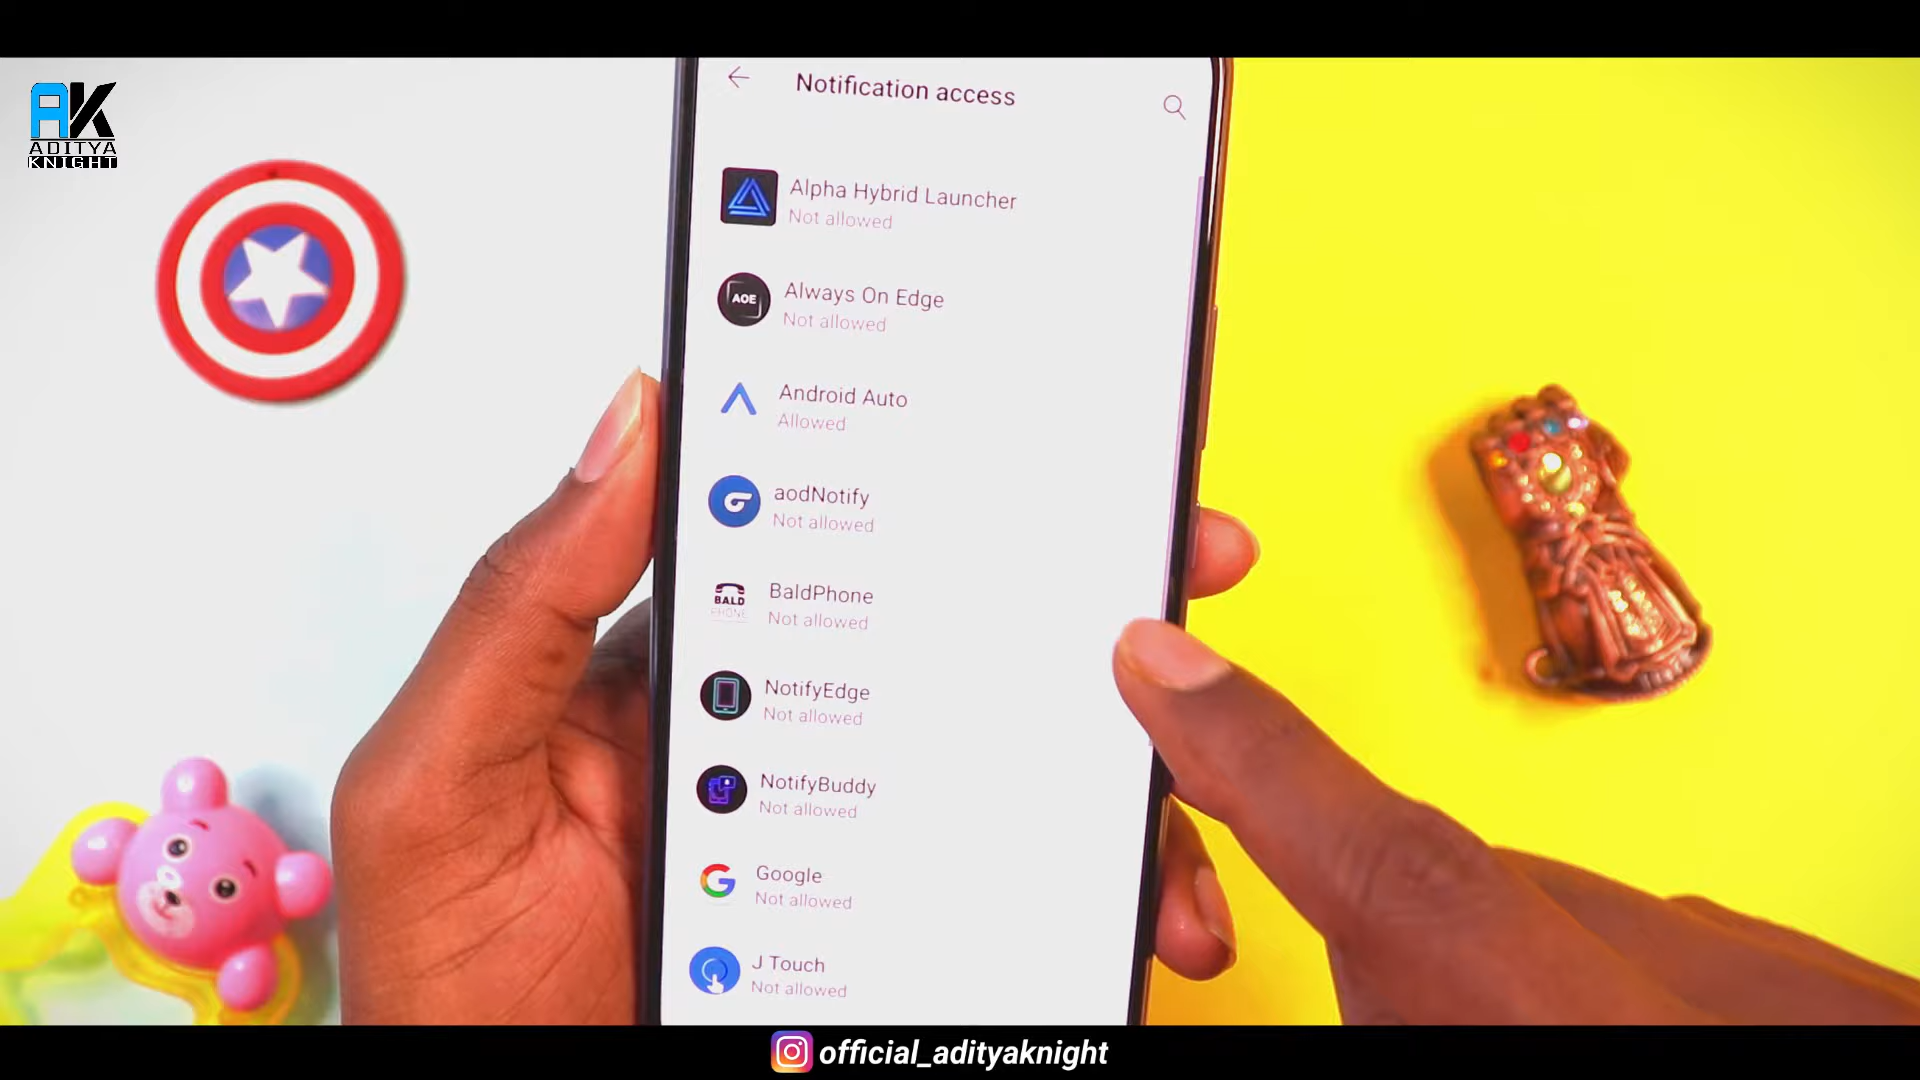 AK
ADITYA
KNIGHT
Notification access
Alpha Hybrid Launcher
Not allowed
AOE
Always On Edge
Not allowed
Android Auto
Allowed
aodNotify
Not allowed
BALD
PHONE
BaldPhone
Not allowed
NotifyEdge
Not allowed
NotifyBuddy
Not allowed
Google
Not allowed
J Touch
Not allowed
official_adityaknight